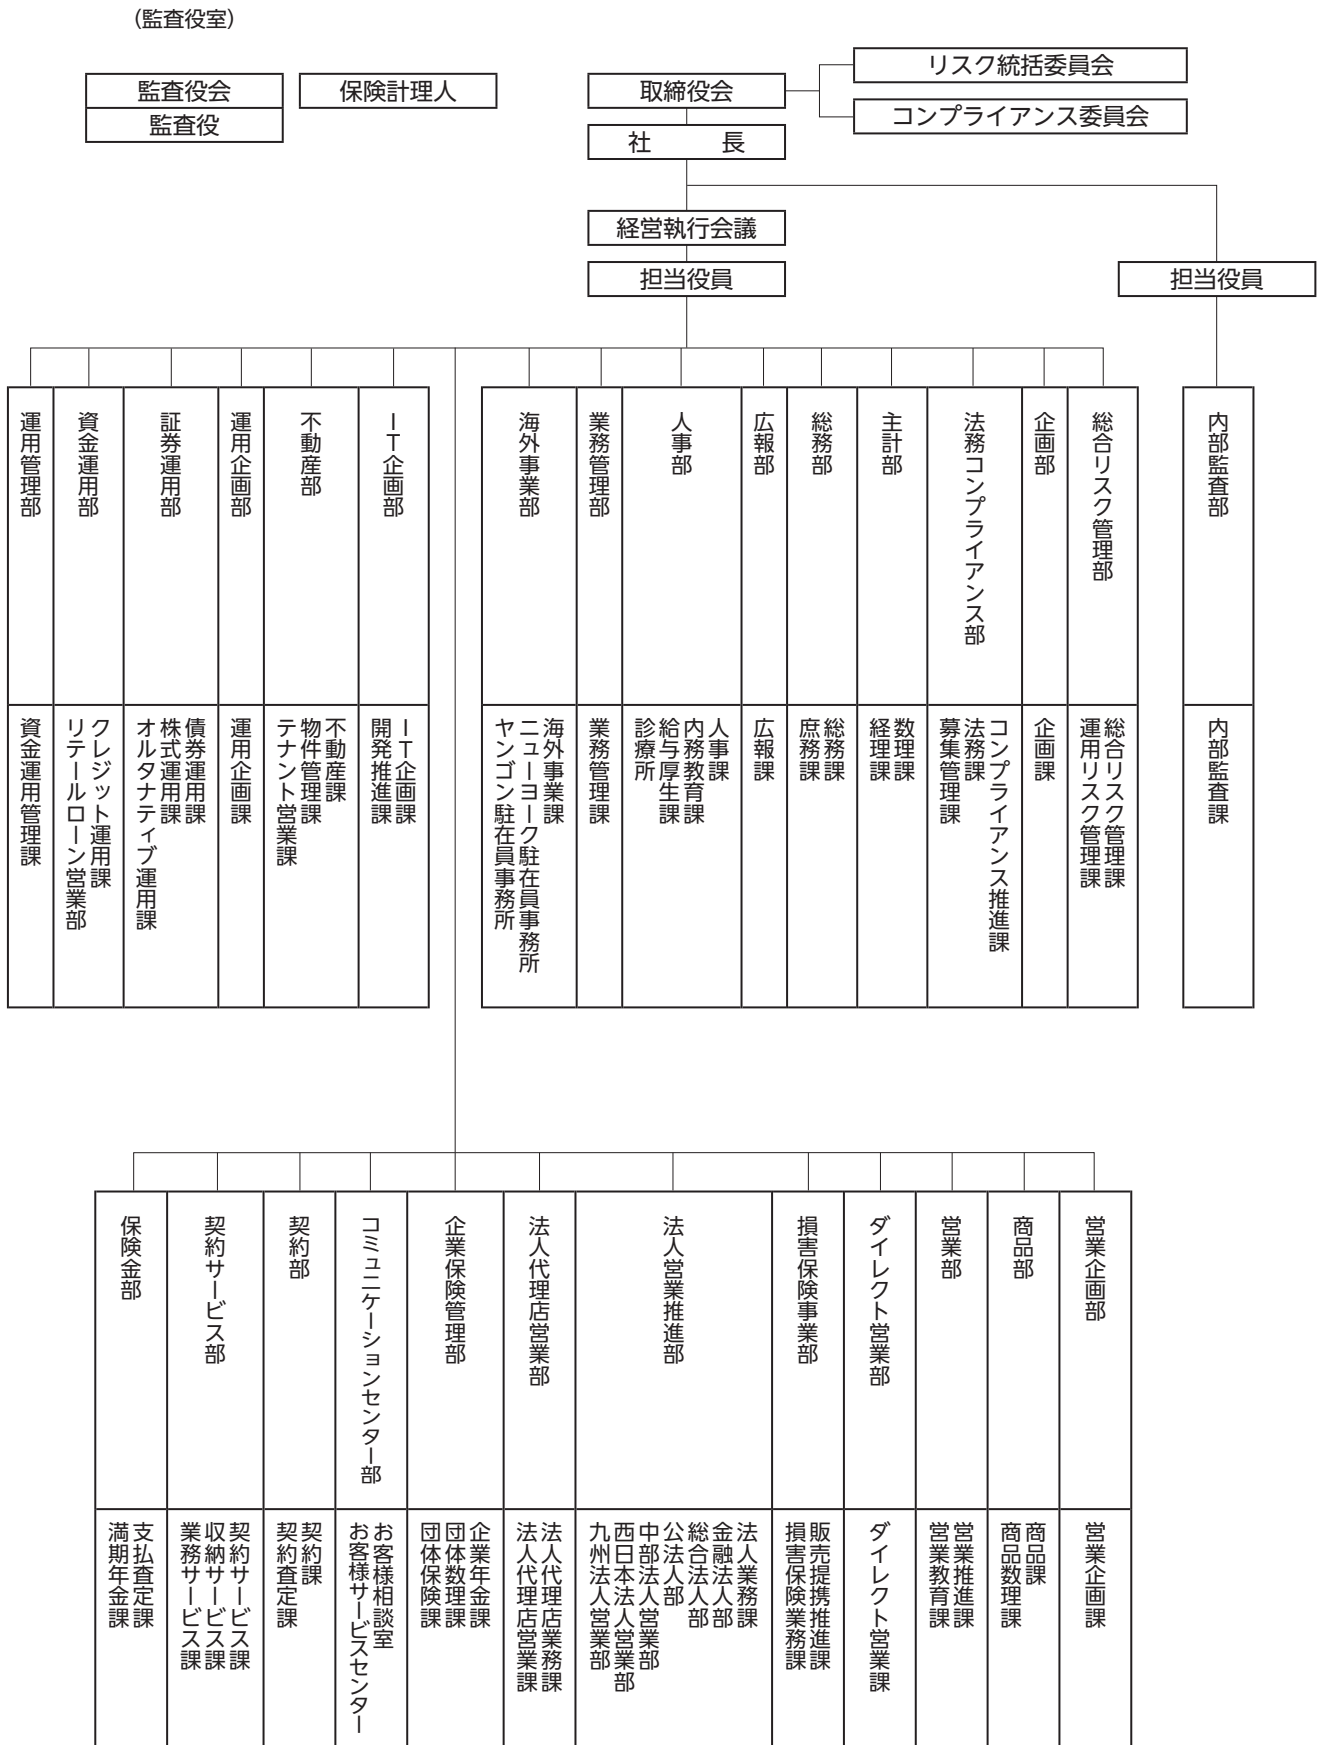 （監査役室）
監査役会
監査役
保険計理人
取締役会
社長
リスク統括委員会
コンプライアンス委員会
経営執行会議
担当役員
担当役員
内部監査部
総合リスク管理部
企画部
法務コンプライアンス部
主計部
総務部
広報部
人事部
業務管理部
海外事業部
IT企画部
不動産部
運用企画部
証券運用部
資金運用部
運用管理部
内部監査課
総合リスク管理課
運用リスク管理課
企画課
コンプライアンス推進課
法務課
募集管理課
数理課
経理課
総務課
庶務課
広報課
人事課
内務教育課
給与厚生課
診療所
業務管理課
海外事業課
ニューヨーク駐在員事務所
ヤンゴン駐在員事務所
IT企画課
開発推進課
不動産課
物件管理課
テナント営業課
運用企画課
債券運用課
株式運用課
オルタナティブ運用課
クレジット運用課
リテールローン営業部
資金運用管理課
営業企画部
商品部
営業部
ダイレクト営業部
損害保険事業部
法人営業推進部
法人代理店営業部
企業保険管理部
コミュニケーションセンター部
契約部
契約サービス部
保険金部
営業企画課
商品課
商品数理課
営業推進課
営業教育課
ダイレクト営業課
販売提携推進課
損害保険業務課
法人業務課
金融法人部
総合法人部
公法人部
中部法人営業部
西日本法人営業部
九州法人営業部
法人代理店業務課
法人代理店営業課
企業年金課
団体数理課
団体保険課
お客様相談室
お客様サービスセンター
契約課
契約査定課
契約サービス課
収納サービス課
業務サービス課
支払査定課
満期年金課